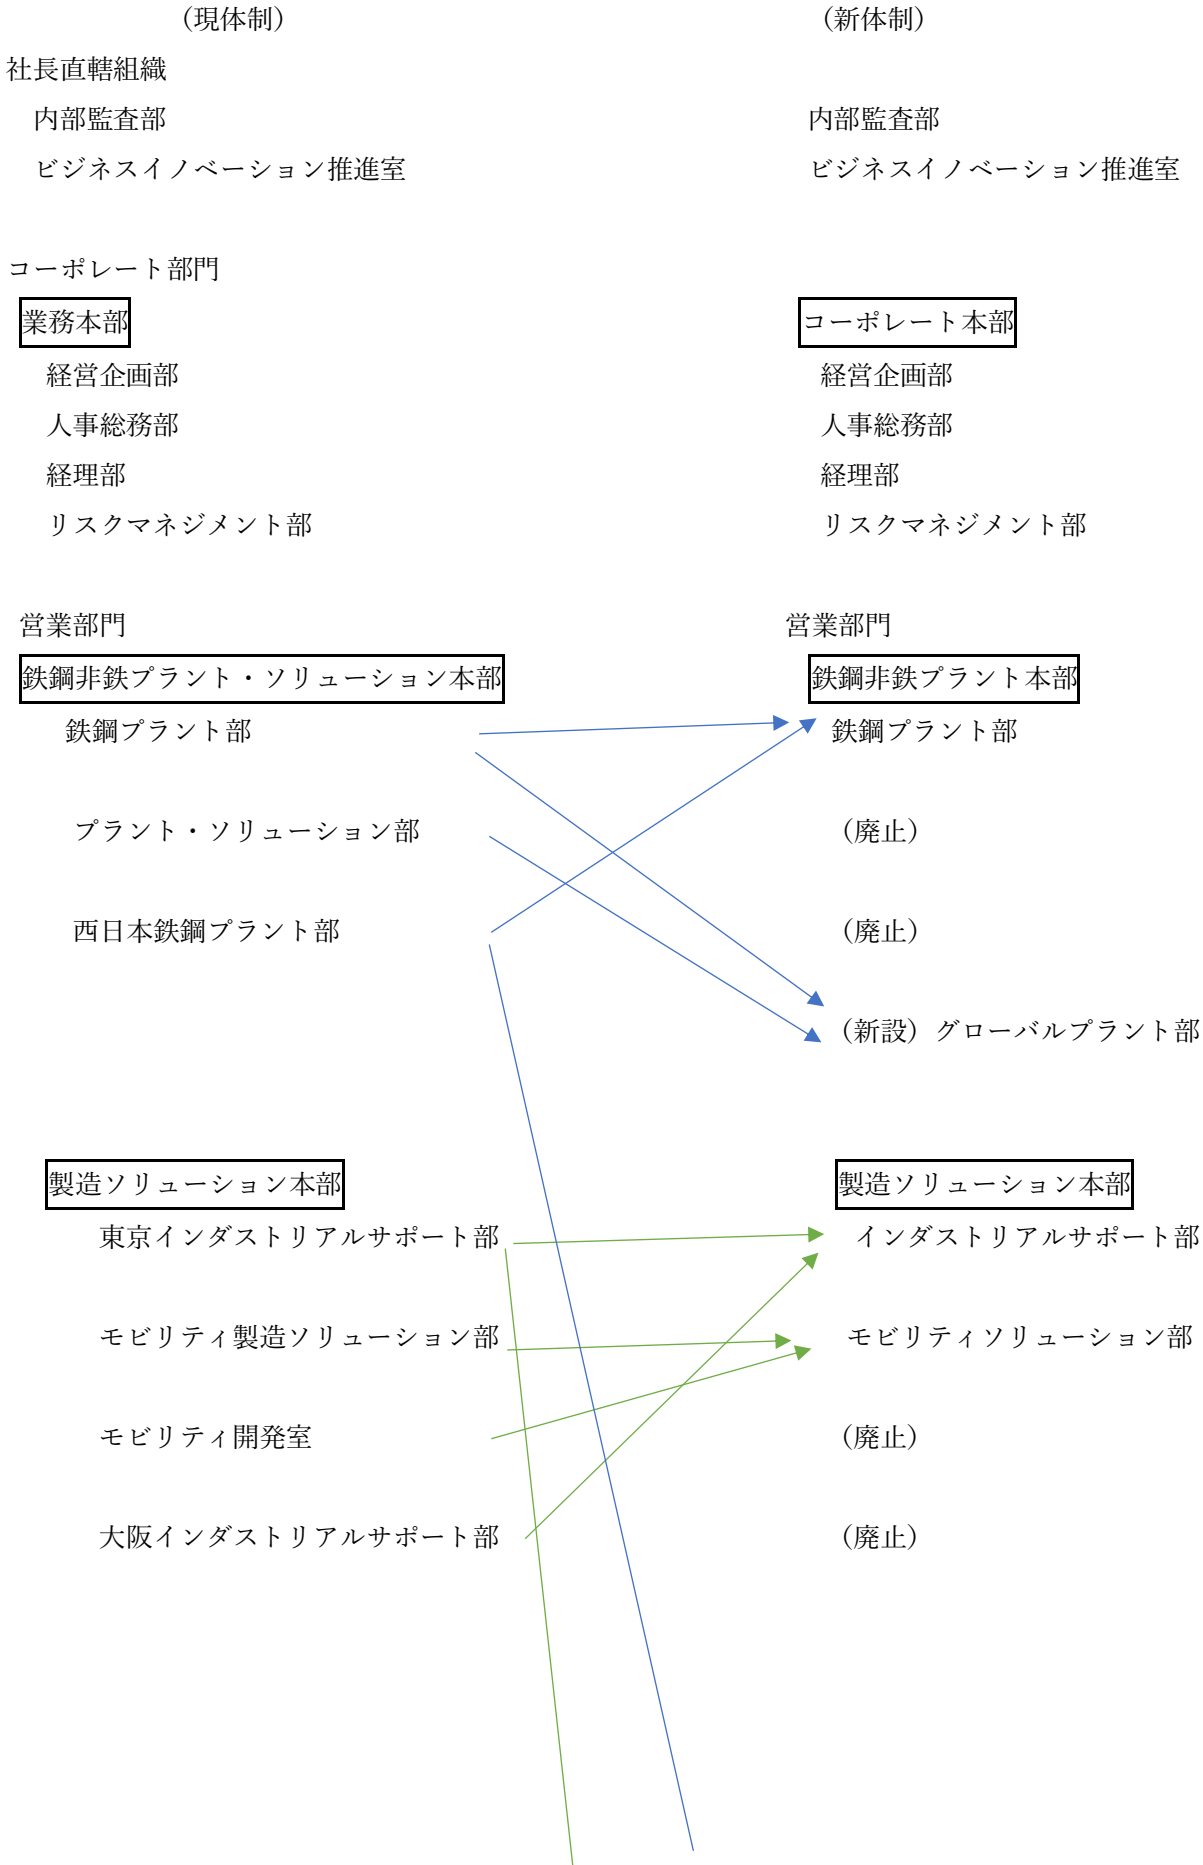 （現体制）　（新体制）
社長直轄組織
内部監査部　内部監査部
ビジネスイノベーション推進室　ビジネスイノベーション推進室
コーポレート部門
業務本部　コーポレート本部
経営企画部　経営企画部
人事総務部　人事総務部
経理部　経理部
リスクマネジメント部　リスクマネジメント部
営業部門　営業部門
鉄鋼非鉄プラント・ソリューション本部　鉄鋼非鉄プラント本部
鉄鋼プラント部　鉄鋼プラント部
プラント・ソリューション部　（廃止）
西日本鉄鋼プラント部　（廃止）
（新設）グローバルプラント部
製造ソリューション本部　製造ソリューション本部
東京インダストリアルサポート部　インダストリアルサポート部
モビリティ製造ソリューション部　モビリティソリューション部
モビリティ開発室　（廃止）
大阪インダストリアルサポート部　（廃止）